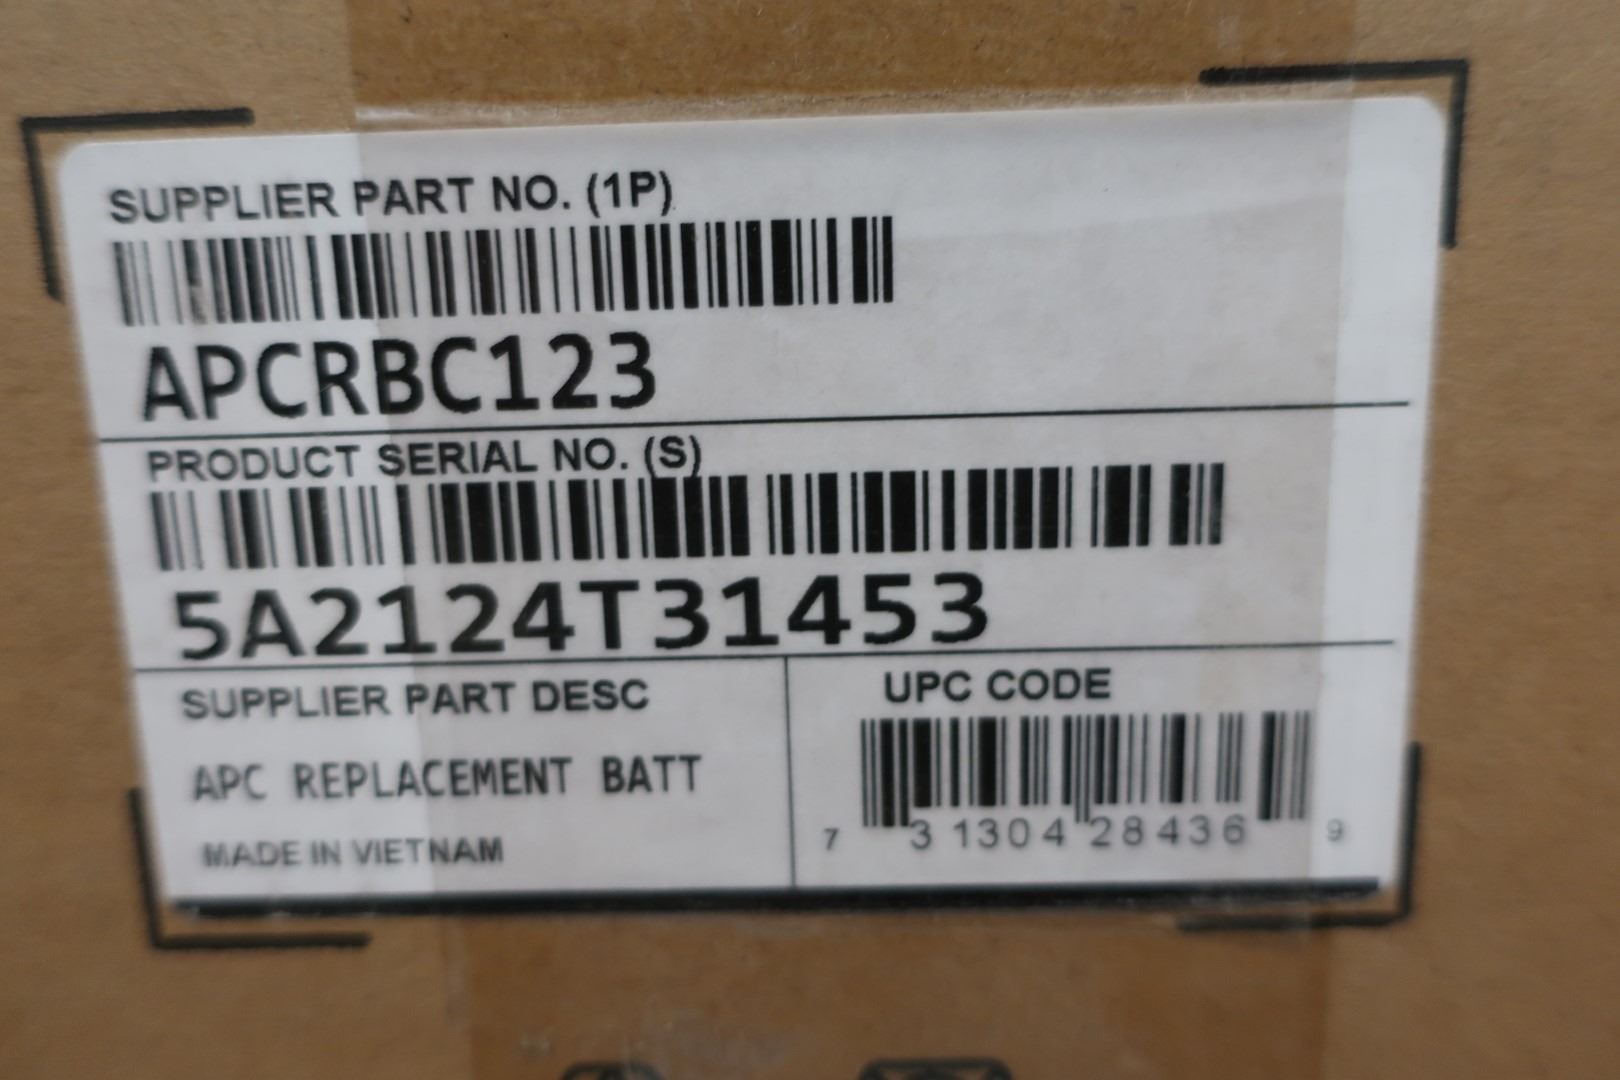 SUPPLIER PART NO. (1P)
APCRBC123
PRODUCT SERIAL NO. (S)
5A2124T31453
SUPPLIER PART DESC
APC REPLACEMENT BATT
MADE IN VIETNAM
UPC CODE
7 31304 28436 9